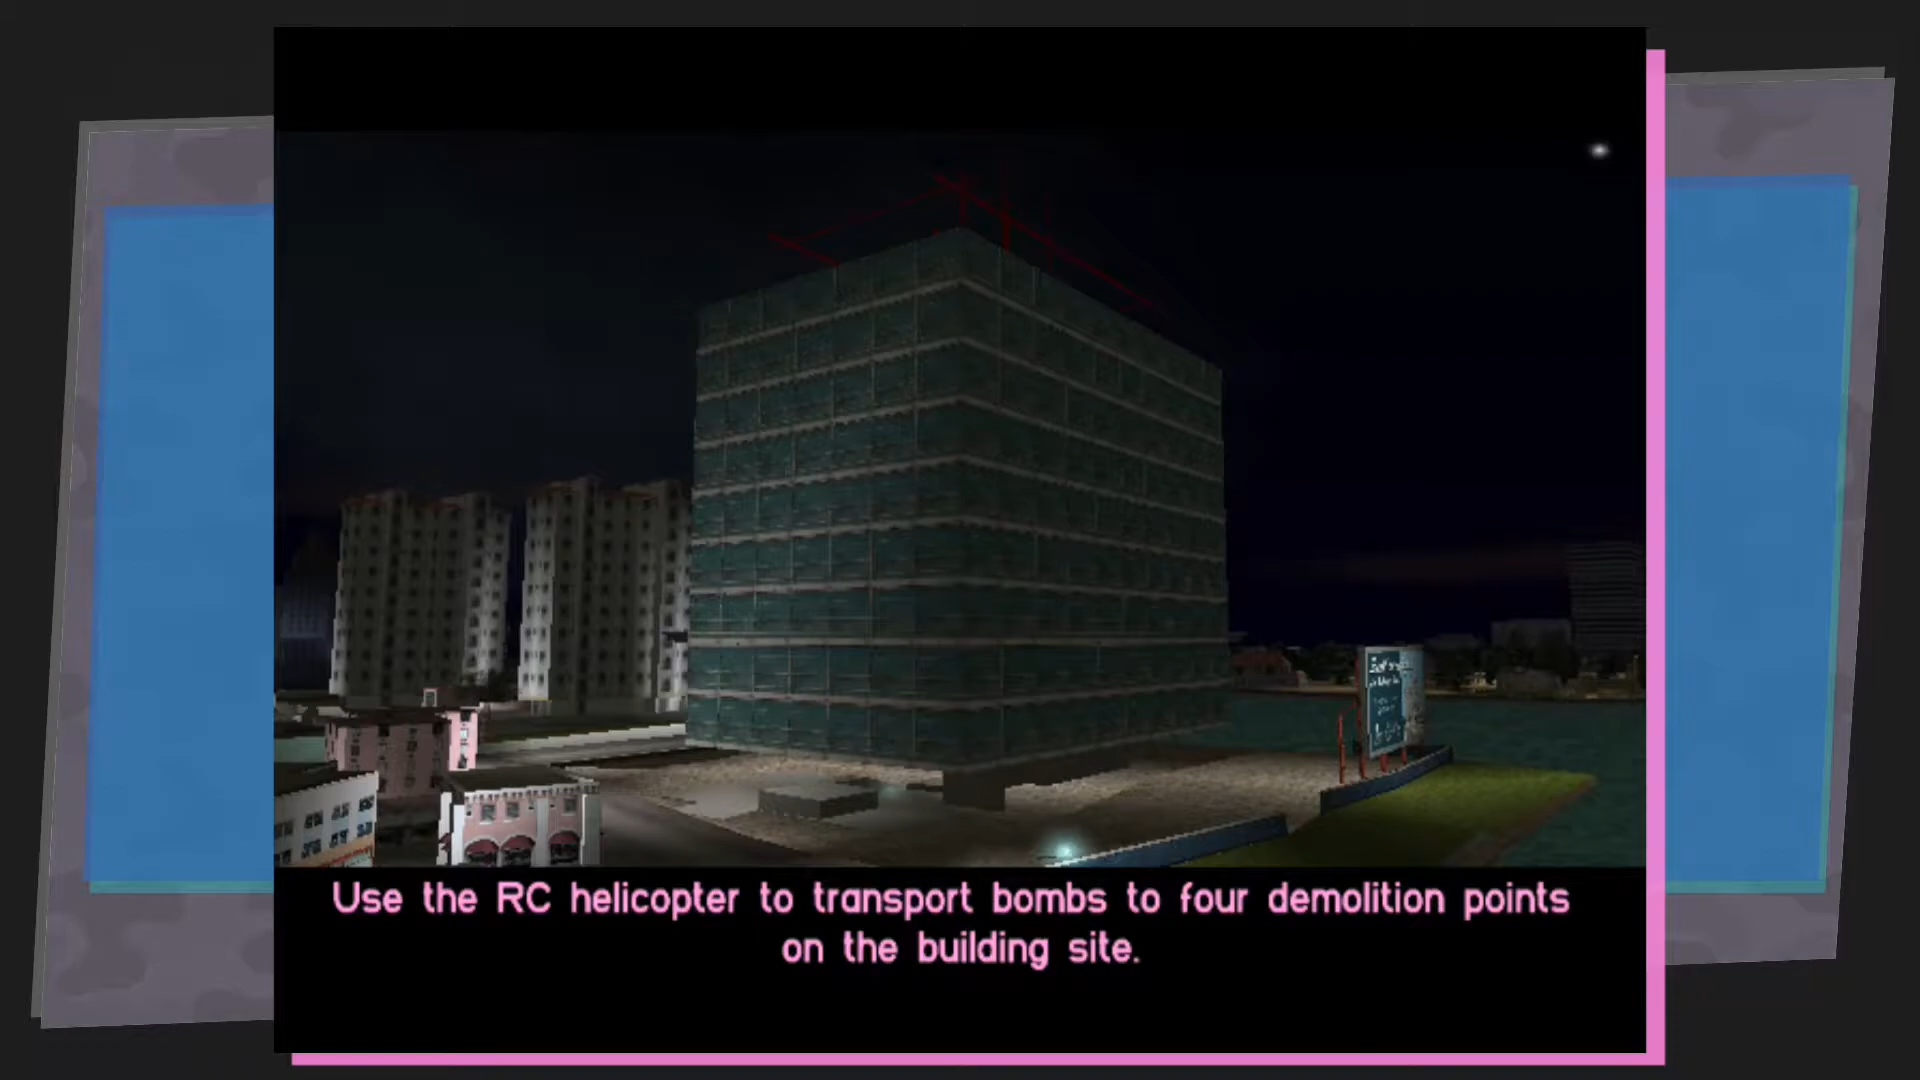 Use the RC helicopter to transport bombs to four demolition points
on the building site.